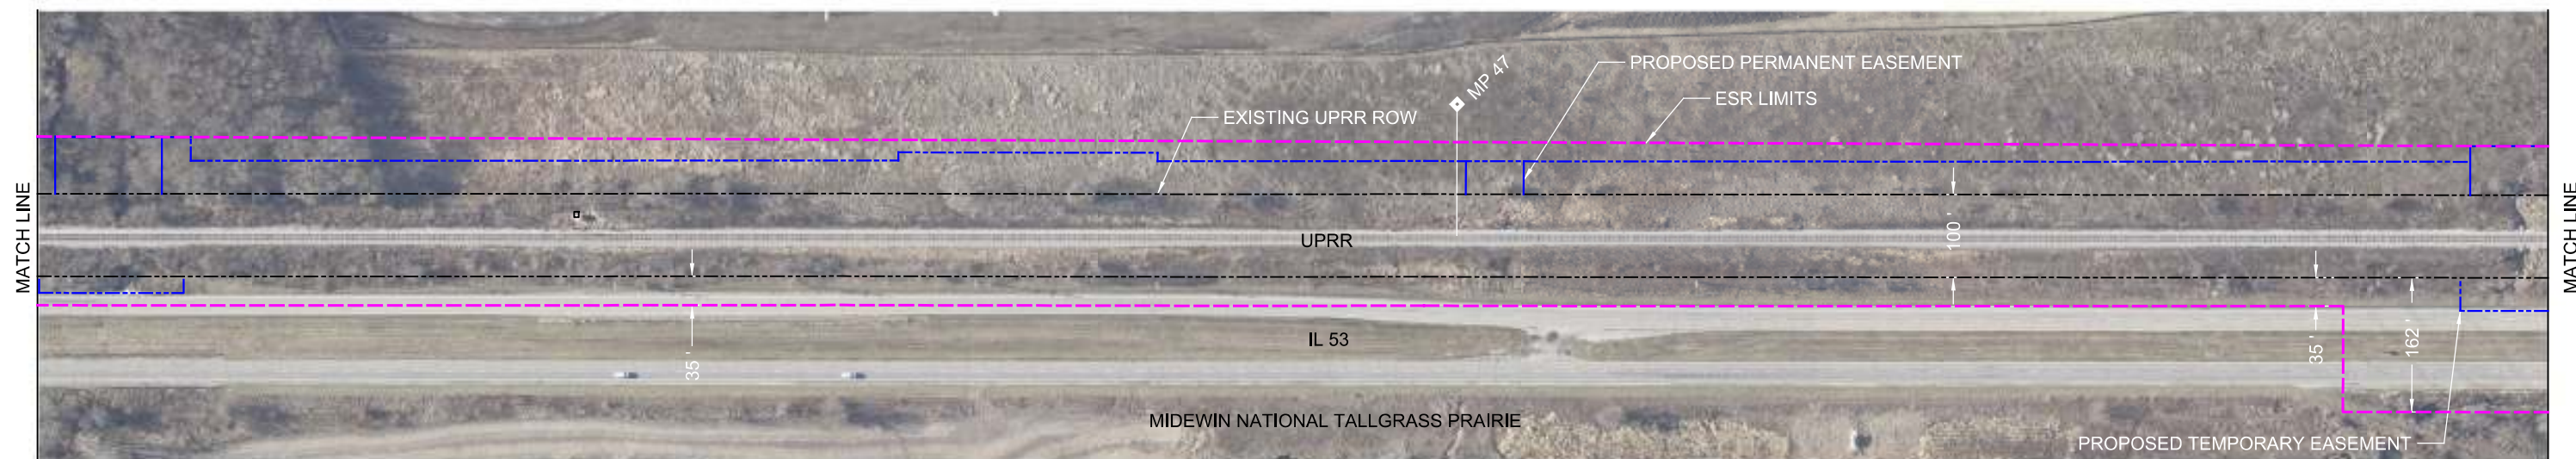 MP 47
PROPOSED PERMANENT EASEMENT
ESR LIMITS
EXISTING UPRR ROW
MATCH LINE
MATCH LINE
100 '
UPRR
35 '
IL 53
35 '
162 '
MIDEWIN NATIONAL TALLGRASS PRAIRIE
PROPOSED TEMPORARY EASEMENT